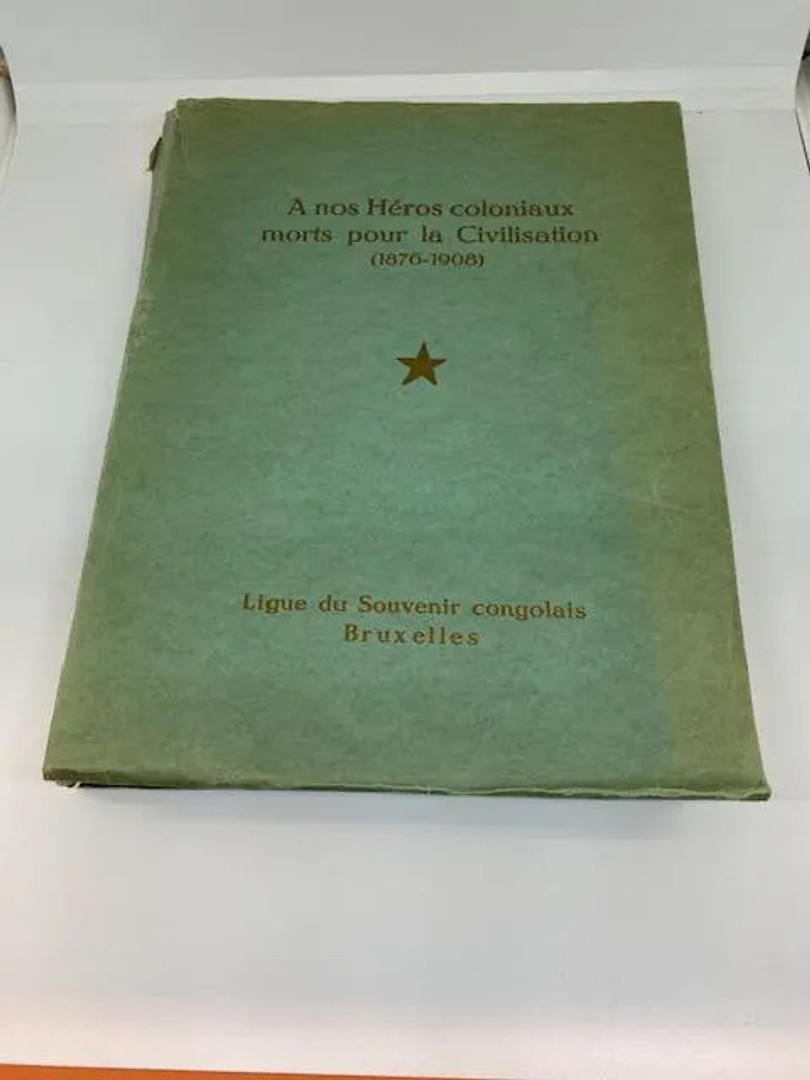 A nos Héros coloniaux
morts pour la Civilisation
(1876-1908)
Ligue du Souvenir congolais
Bruxelles